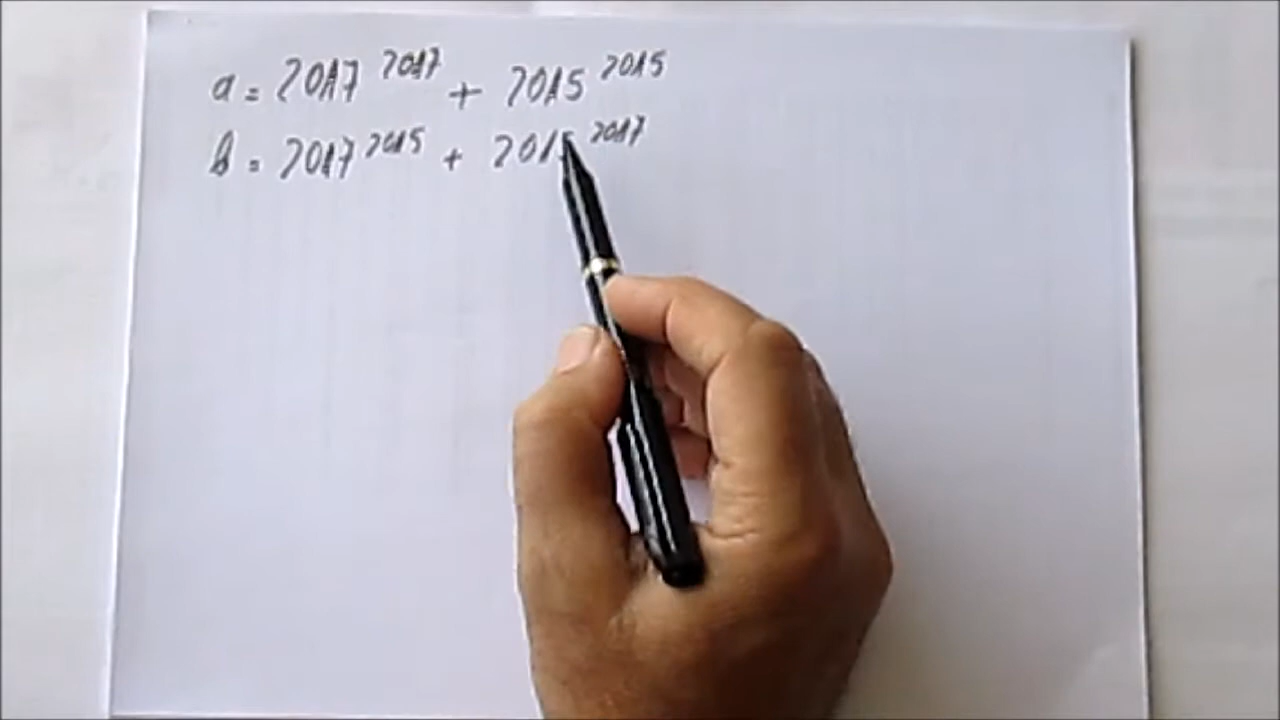 a = 2017^2017 + 2015^2015
b = 2017^2015 + 2015^2017